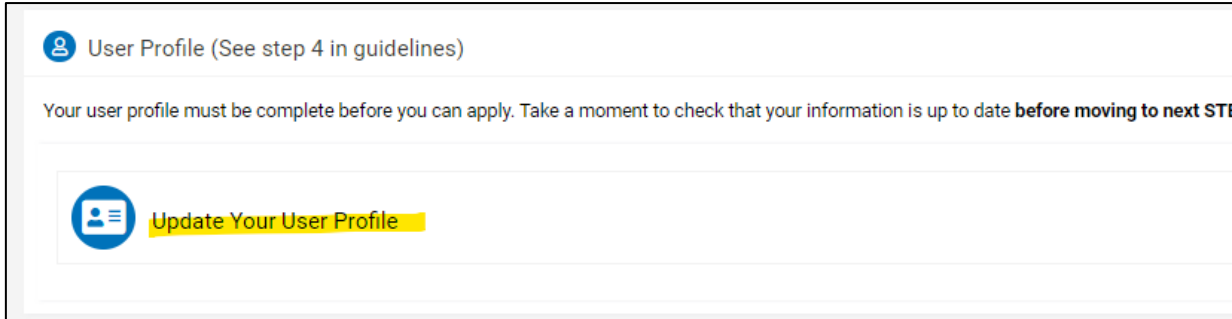 User Profile (See step 4 in guidelines)
Your user profile must be complete before you can apply. Take a moment to check that your information is up to date before moving to next
Update Your User Profile